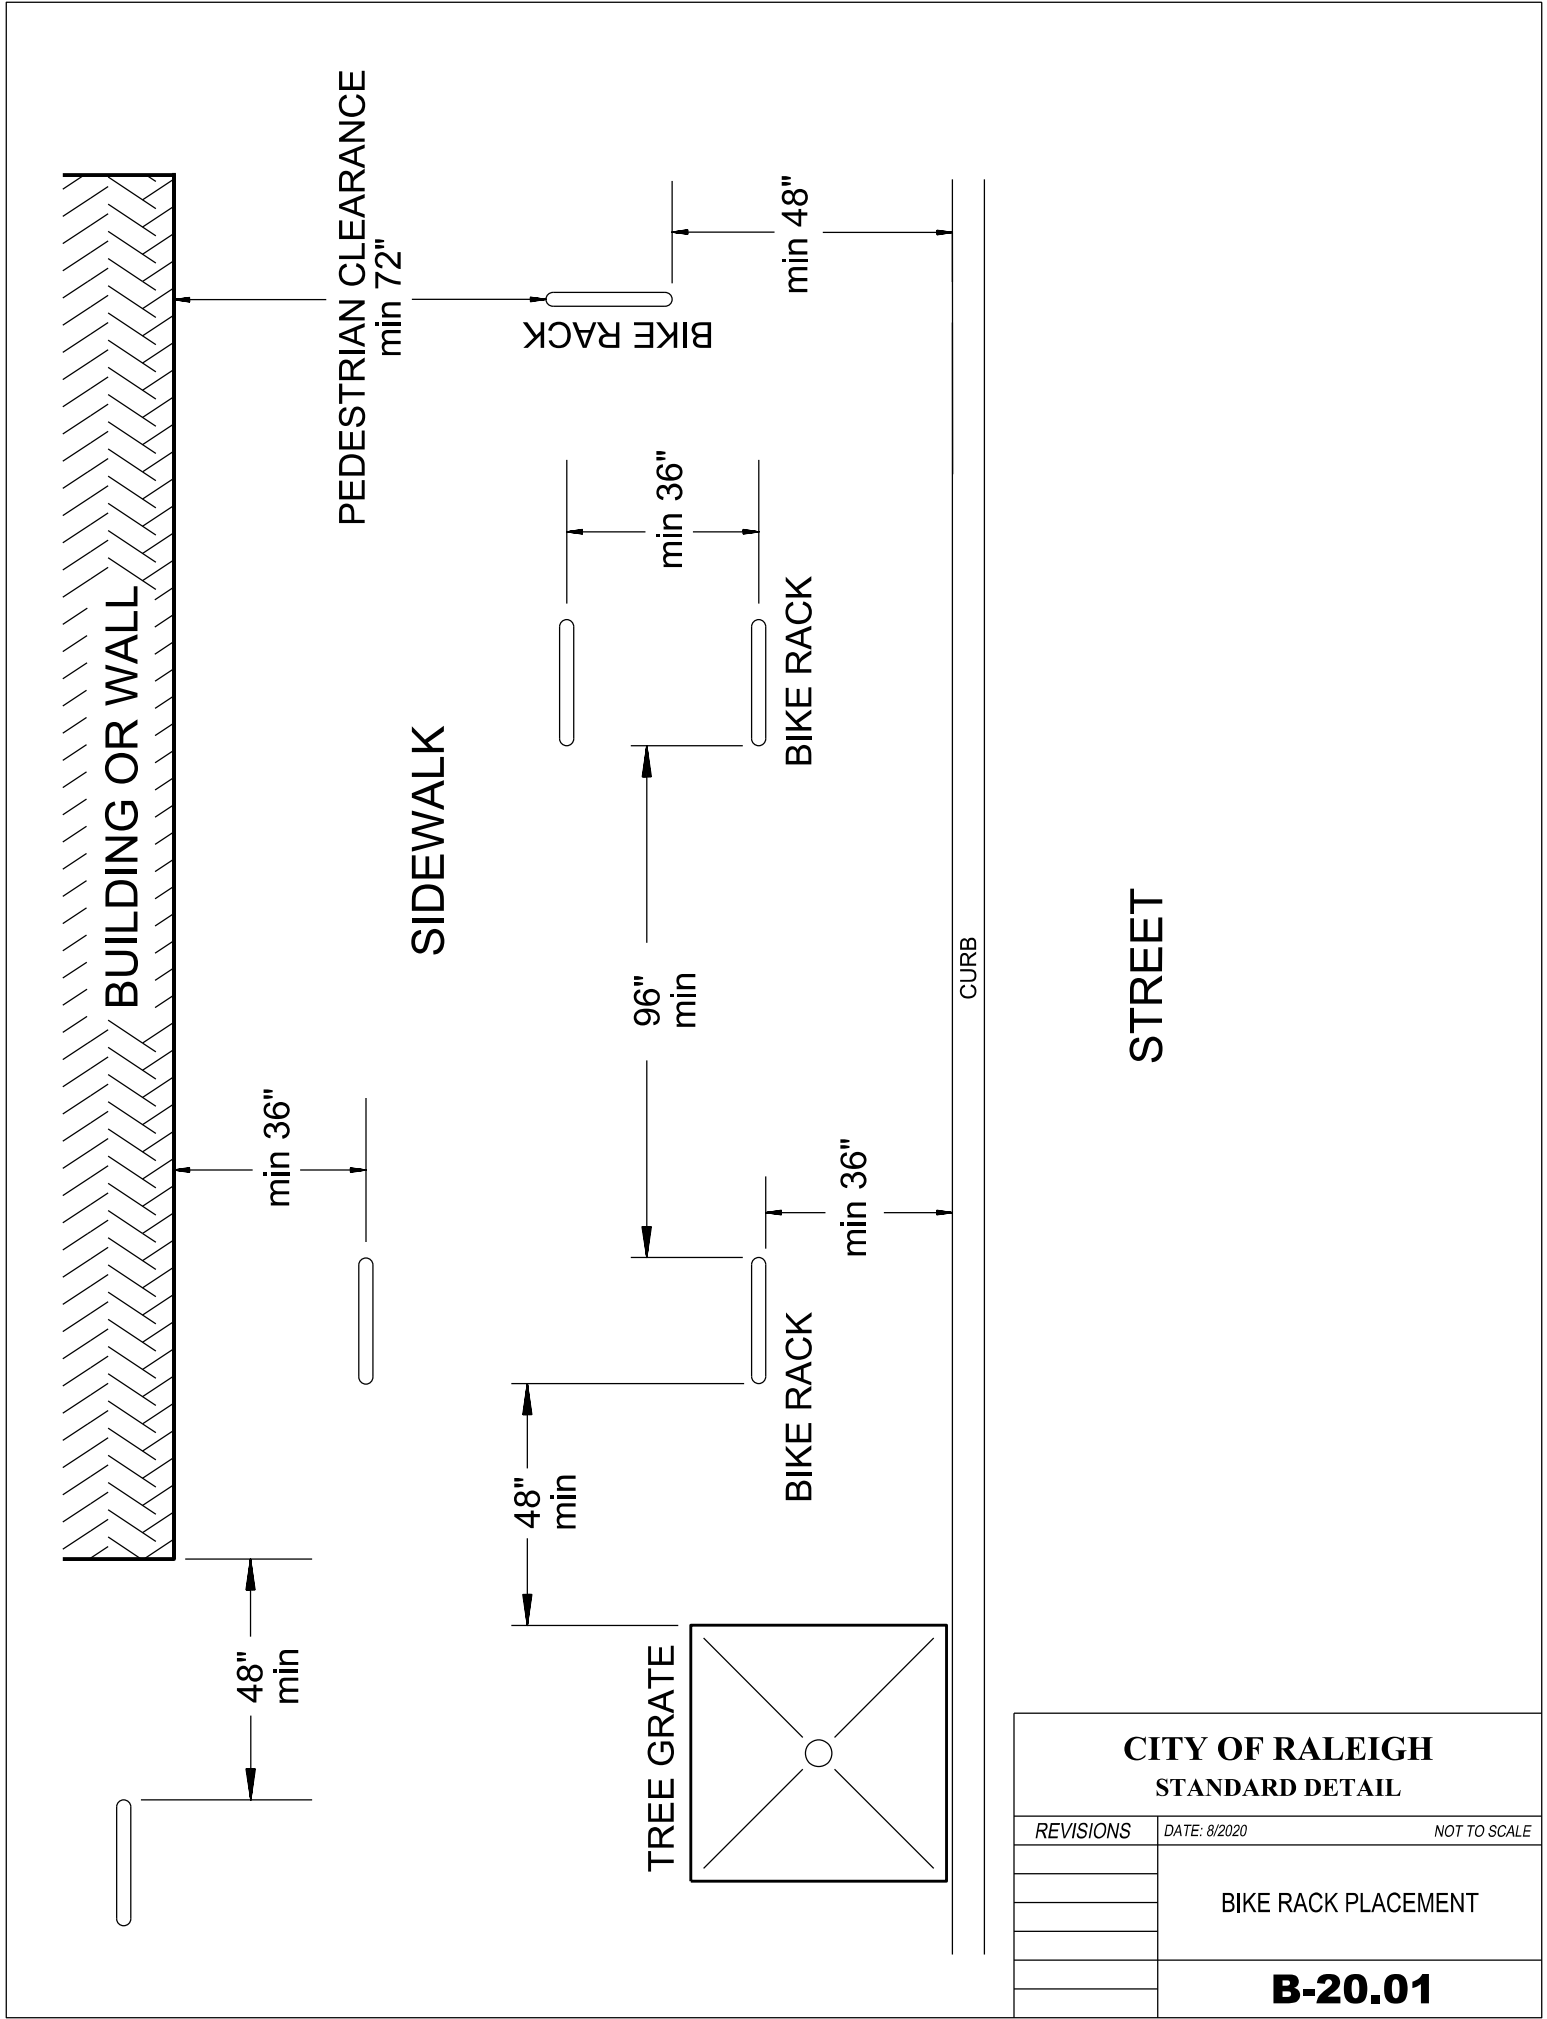 BUILDING OR WALL
PEDESTRIAN CLEARANCE
min 72"
min 48"
BIKE RACK
min 36"
BIKE RACK
SIDEWALK
96"
min
CURB
STREET
min 36"
min 36"
BIKE RACK
48"
min
48"
min
TREE GRATE
CITY OF RALEIGH
STANDARD DETAIL
REVISIONS
DATE: 8/2020
NOT TO SCALE
BIKE RACK PLACEMENT
B-20.01